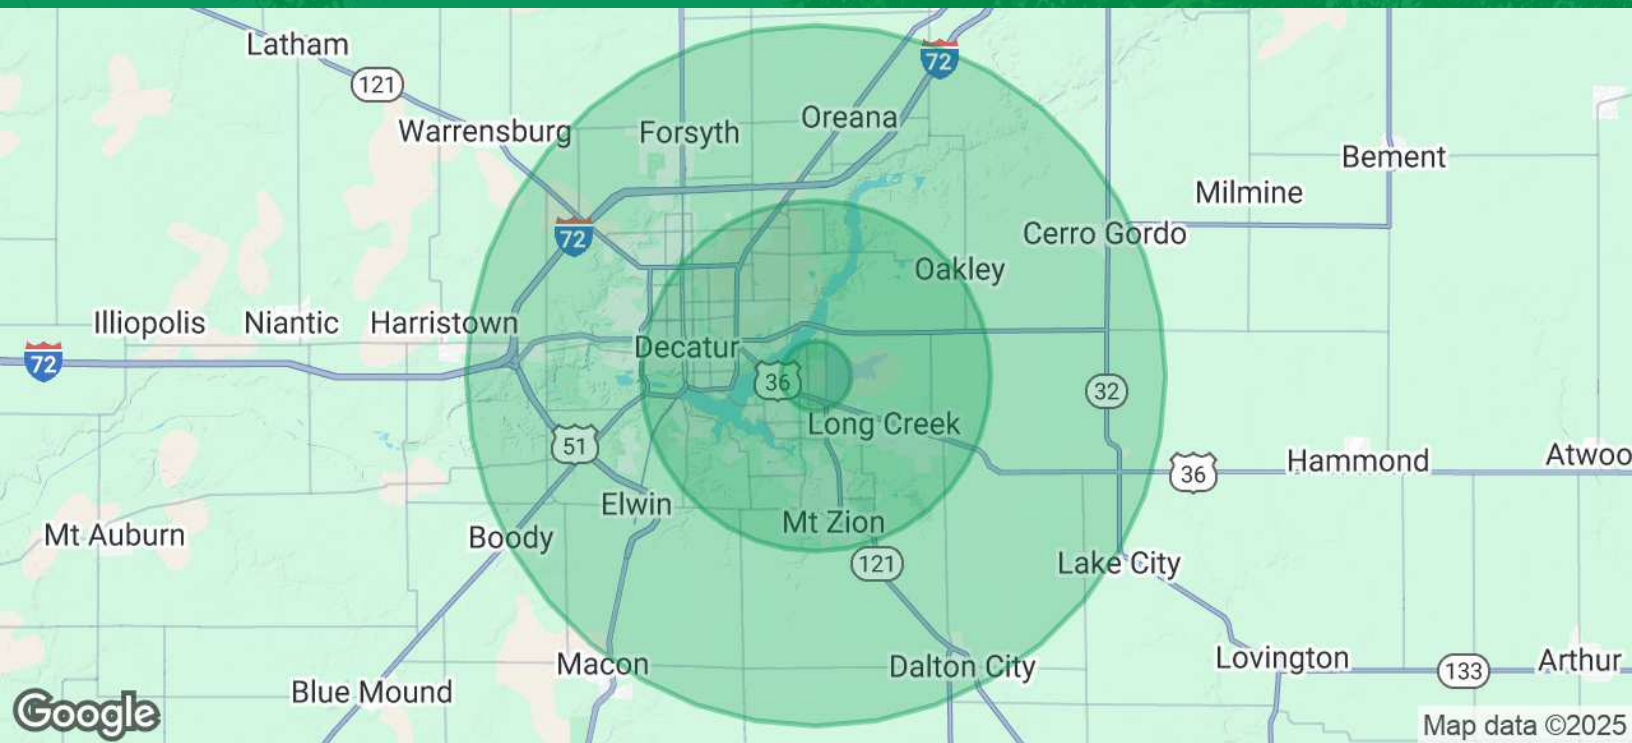 Latham
72
121
Oreana
Warrensburg
Forsyth
Bement
Milmine
72
Cerro Gordo
Oakley
Illiopolis
Niantic
Harristown
Decatur
72
36
32
Long Creek
51
Hammond
Atwoo
36
Elwin
Mt Zion
Mt Auburn
Boody
121
Lake City
Macon
Dalton City
Lovington
133
Arthur
Blue Mound
Google
Map data ©2025